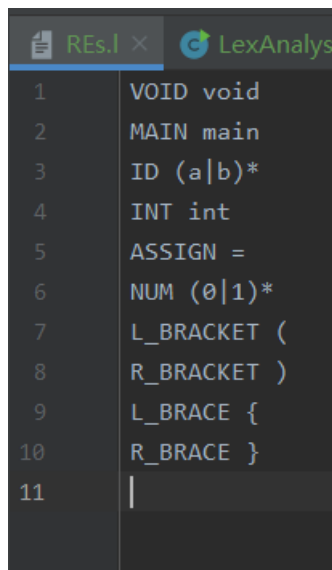 REs.l LexAnalys
1 VOID void
2 MAIN main
3 ID (a|b)*
4 INT int
5 ASSIGN =
6 NUM (0|1)*
7 L_BRACKET (
8 R_BRACKET )
9 L_BRACE {
10 R_BRACE }
11